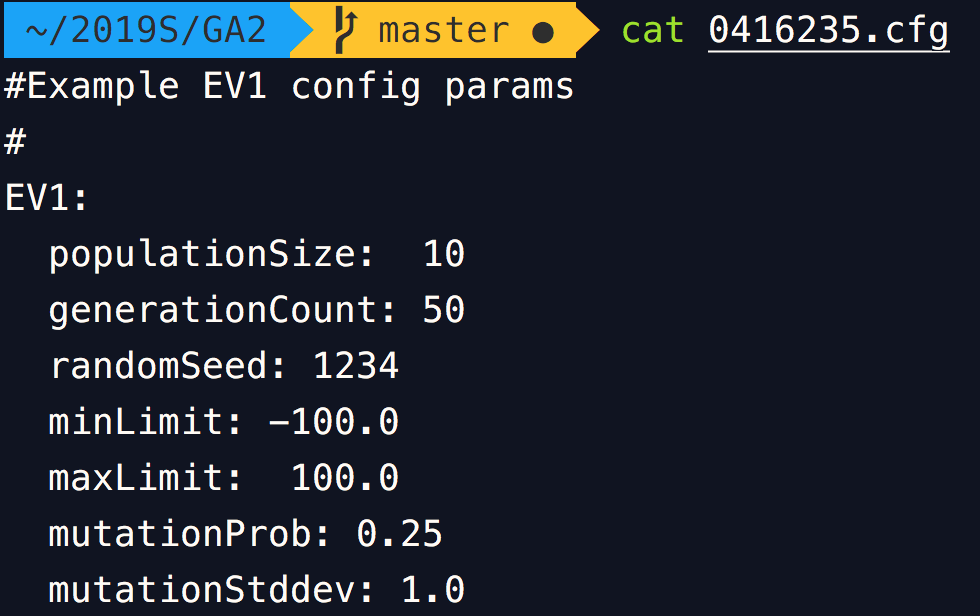 ~/2019S/GA2 master ● cat 0416235.cfg
#Example EV1 config params
#
EV1:
  populationSize:  10
  generationCount: 50
  randomSeed: 1234
  minLimit: -100.0
  maxLimit:  100.0
  mutationProb: 0.25
  mutationStddev: 1.0